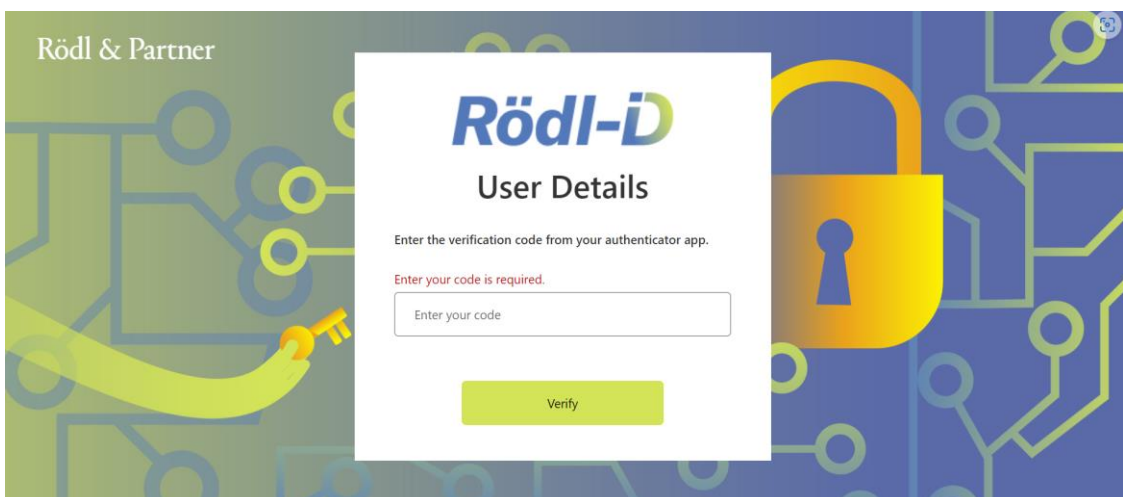 Rödl & Partner
Rödl-iD
User Details
Enter the verification code from your authenticator app.
Enter your code is required.
Enter your code
Verify